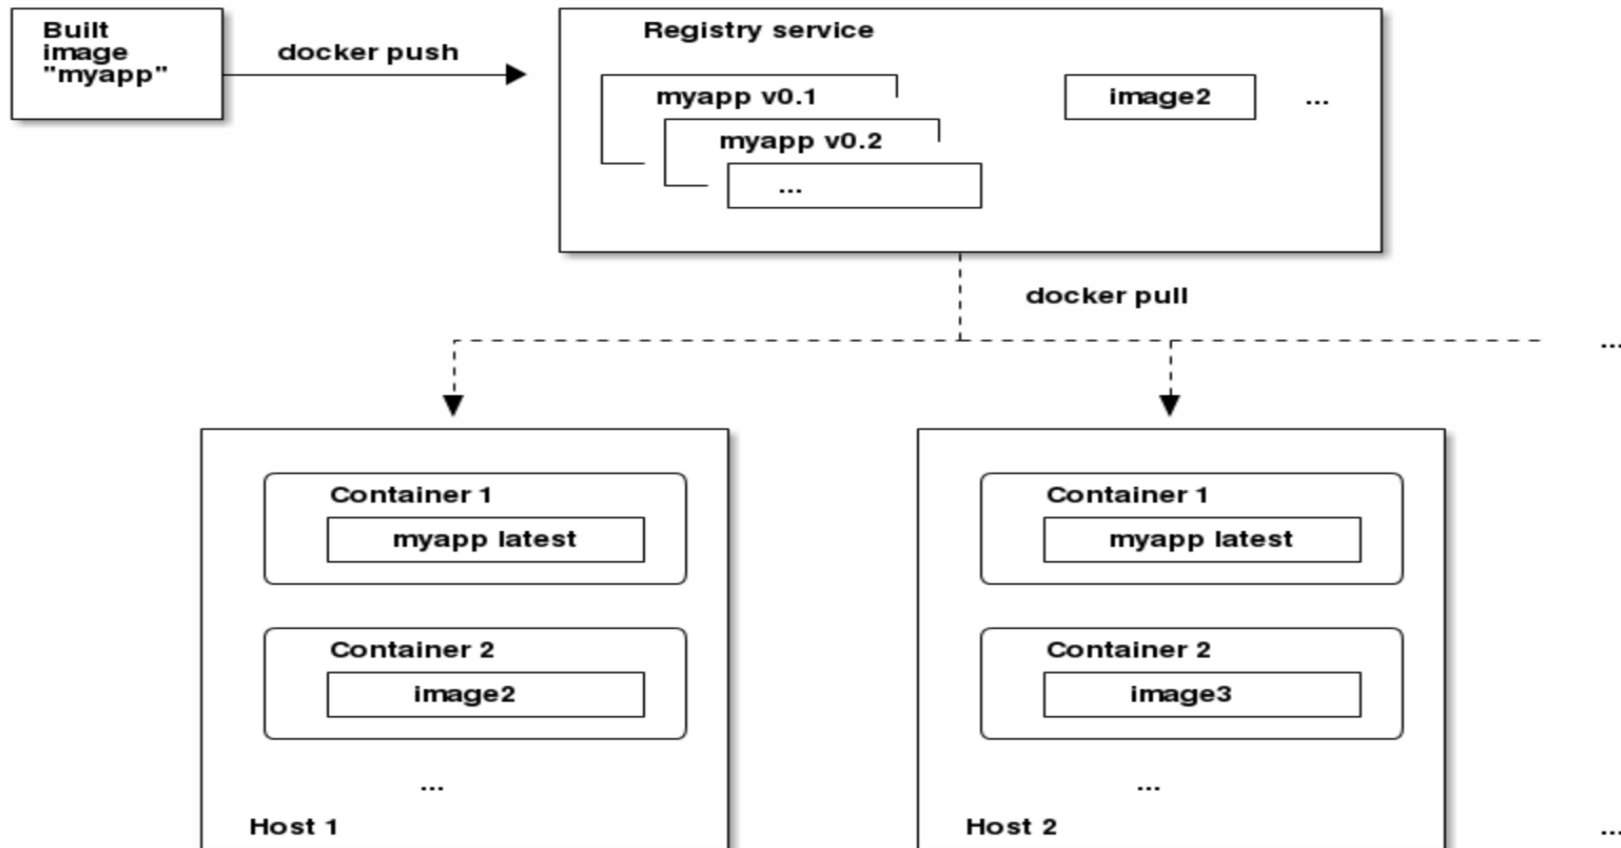 Built
image
"myapp"
docker push
Registry service
myapp v0.1
image2
...
myapp v0.2
...
docker pull
...
Container 1
myapp latest
Container 2
image2
...
Host 1
Container 1
myapp latest
Container 2
image3
...
Host 2
...